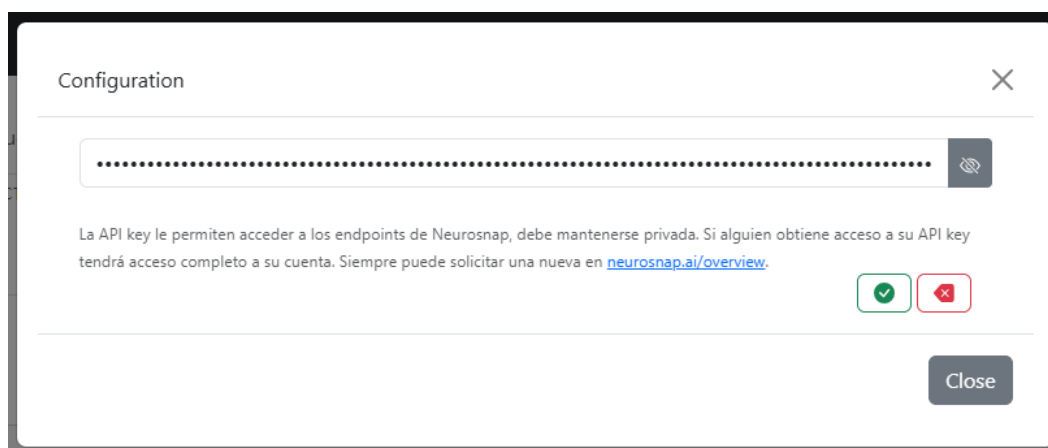 Configuration
••••••••••••••••••••••••••••••••••••••••••••••••••••••••••••••••••••••••••••••••••••••••••••••••••••
La API key le permiten acceder a los endpoints de Neurosnap, debe mantenerse privada. Si alguien obtiene acceso a su API key
tendrá acceso completo a su cuenta. Siempre puede solicitar una nueva en neurosnap.ai/overview.
Close